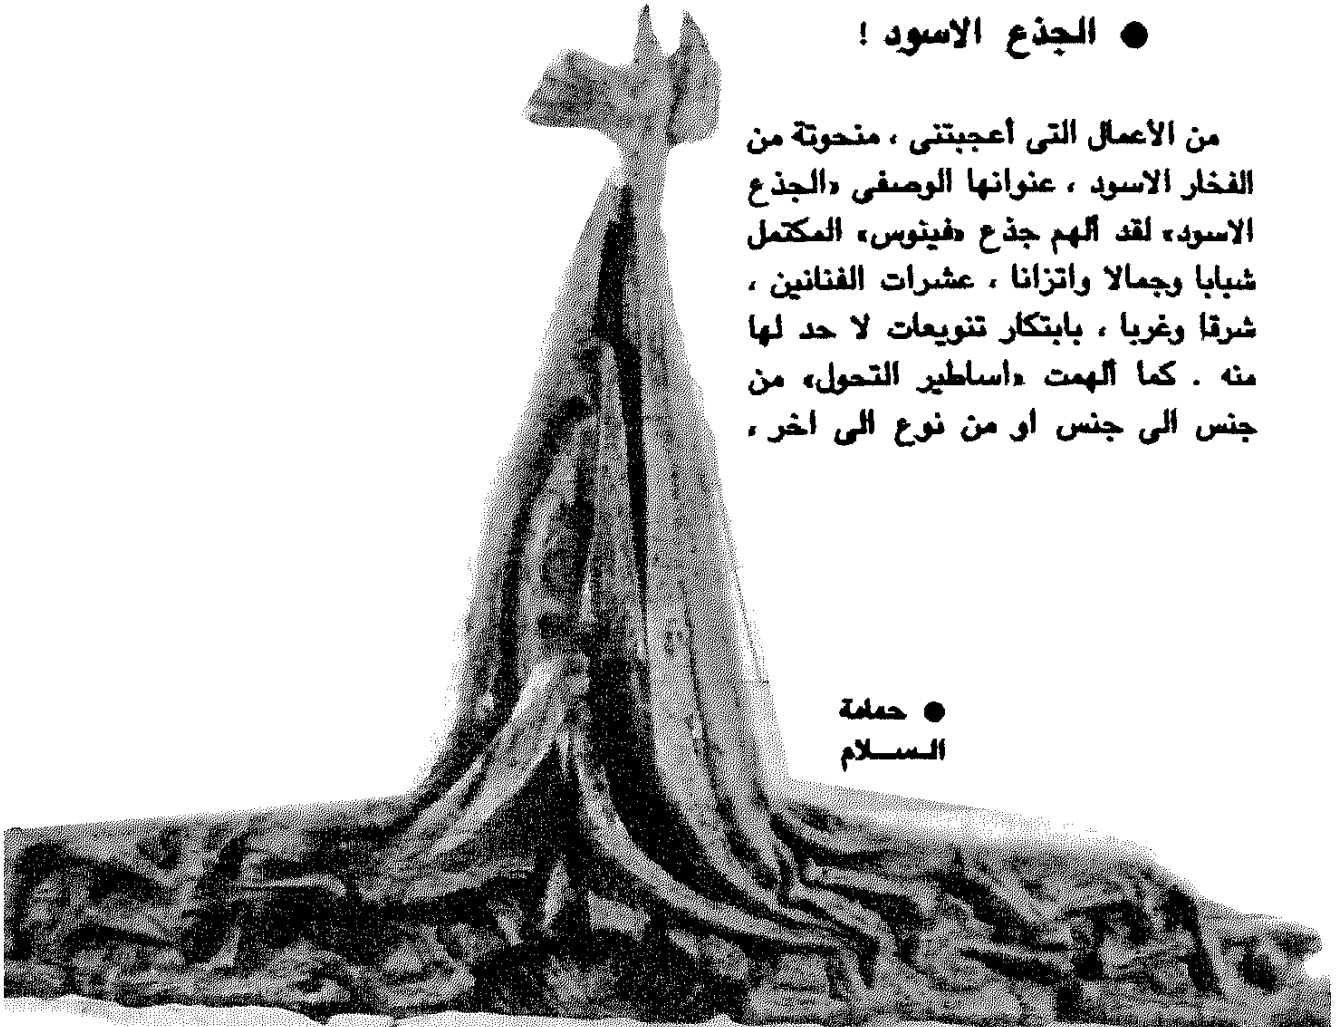 ● الجذع الاسود !
من الأعمال التى أعجبتنى ، منحوتة من
الفخار الاسود ، عنوانها الوصفى «الجذع
الاسود» لقد ألهم جذع «فينوس» المكتمل
شبابا وجمالا واتزانا ، عشرات الفنانين ،
شرقا وغربا ، بابتكار تنويعات لا حد لها
منه . كما ألهمت «اساطير التحول» من
جنس الى جنس او من نوع الى اخر ،
● حمامة
الســلام